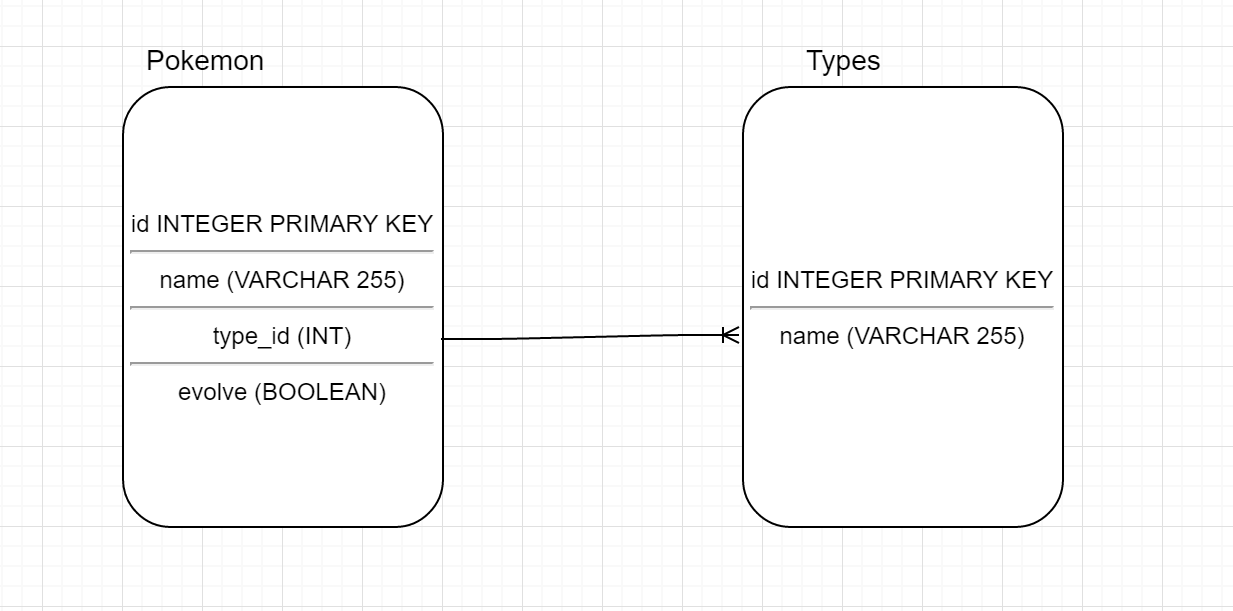 Pokemon
id INTEGER PRIMARY KEY
name (VARCHAR 255)
type_id (INT)
evolve (BOOLEAN)
Types
id INTEGER PRIMARY KEY
name (VARCHAR 255)